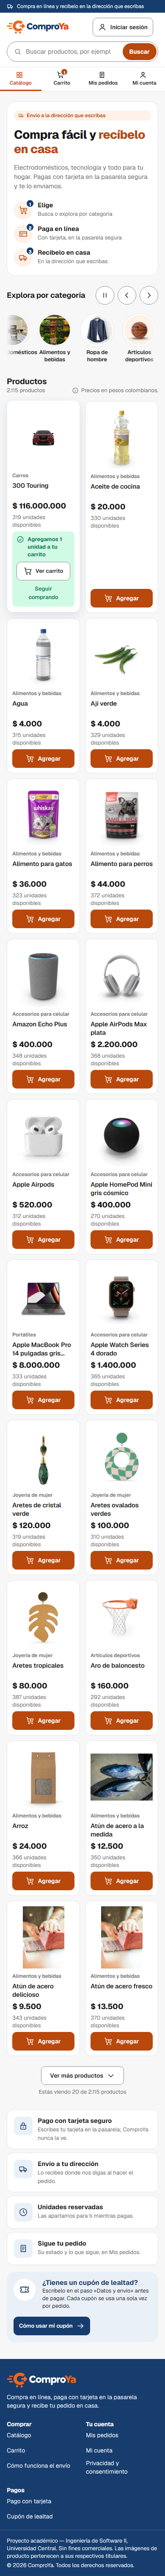 Compra en línea y recíbelo en la dirección que escribas
ComproYa
Iniciar sesión
Buscar productos, por ejemplo
Buscar
Catálogo
Carrito
1
Mis pedidos
Mi cuenta
Envío a la dirección que escribas
Compra fácil y recíbelo
en casa
Electrodomésticos, tecnología y todo para tu
hogar. Pagas con tarjeta en la pasarela segura
y te lo enviamos.
1
Elige
Busca o explora por categoría
2
Paga en línea
Con tarjeta, en la pasarela segura
3
Recíbelo en casa
En la dirección que escribas
Explora por categoría
omésticos
Alimentos y
bebidas
Ropa de
hombre
Artículos
deportivos
Productos
2.115 productos
Precios en pesos colombianos.
Carros
300 Touring
$ 116.000.000
319 unidades
disponibles
Agregamos 1
unidad a tu
carrito
Ver carrito
Seguir
comprando
Alimentos y bebidas
Aceite de cocina
$ 20.000
330 unidades
disponibles
Agregar
Alimentos y bebidas
Agua
$ 4.000
315 unidades
disponibles
Agregar
Alimentos y bebidas
Ají verde
$ 4.000
329 unidades
disponibles
Agregar
whiskas
Alimentos y bebidas
Alimento para gatos
$ 36.000
323 unidades
disponibles
Agregar
Alimentos y bebidas
Alimento para perros
$ 44.000
372 unidades
disponibles
Agregar
Accesorios para celular
Amazon Echo Plus
$ 400.000
348 unidades
disponibles
Agregar
Accesorios para celular
Apple AirPods Max
plata
$ 2.200.000
368 unidades
disponibles
Agregar
Accesorios para celular
Apple Airpods
$ 520.000
312 unidades
disponibles
Agregar
Accesorios para celular
Apple HomePod Mini
gris cósmico
$ 400.000
270 unidades
disponibles
Agregar
Portátiles
Apple MacBook Pro
14 pulgadas gris…
$ 8.000.000
333 unidades
disponibles
Agregar
Accesorios para celular
Apple Watch Series
4 dorado
$ 1.400.000
365 unidades
disponibles
Agregar
Joyería de mujer
Aretes de cristal
verde
$ 120.000
319 unidades
disponibles
Agregar
Joyería de mujer
Aretes ovalados
verdes
$ 100.000
310 unidades
disponibles
Agregar
Joyería de mujer
Aretes tropicales
$ 80.000
387 unidades
disponibles
Agregar
Artículos deportivos
Aro de baloncesto
$ 160.000
292 unidades
disponibles
Agregar
Alimentos y bebidas
Arroz
$ 24.000
366 unidades
disponibles
Agregar
Alimentos y bebidas
Atún de acero a la
medida
$ 12.500
350 unidades
disponibles
Agregar
Alimentos y bebidas
Atún de acero
delicioso
$ 9.500
343 unidades
disponibles
Agregar
Alimentos y bebidas
Atún de acero fresco
$ 13.500
370 unidades
disponibles
Agregar
Ver más productos
Estás viendo 20 de 2.115 productos
Pago con tarjeta seguro
Escribes tu tarjeta en la pasarela; ComproYa
nunca la ve.
Envío a tu dirección
Lo recibes donde nos digas al hacer el
pedido.
Unidades reservadas
Las apartamos para ti mientras pagas.
Sigue tu pedido
Su estado y lo que sigue, en Mis pedidos.
¿Tienes un cupón de lealtad?
Escríbelo en el paso «Datos y envío» antes
de pagar. Cada cupón se usa una sola vez
por pedido.
Cómo usar mi cupón
ComproYa
Compra en línea, paga con tarjeta en la pasarela
segura y recibe tu pedido en casa.
Comprar
Catálogo
Carrito
Cómo funciona el envío
Tu cuenta
Mis pedidos
Mi cuenta
Privacidad y
consentimiento
Pagos
Pago con tarjeta
Cupón de lealtad
Proyecto académico — Ingeniería de Software II,
Universidad Central. Sin fines comerciales. Las imágenes de
producto pertenecen a sus respectivos titulares.
© 2026 ComproYa. Todos los derechos reservados.